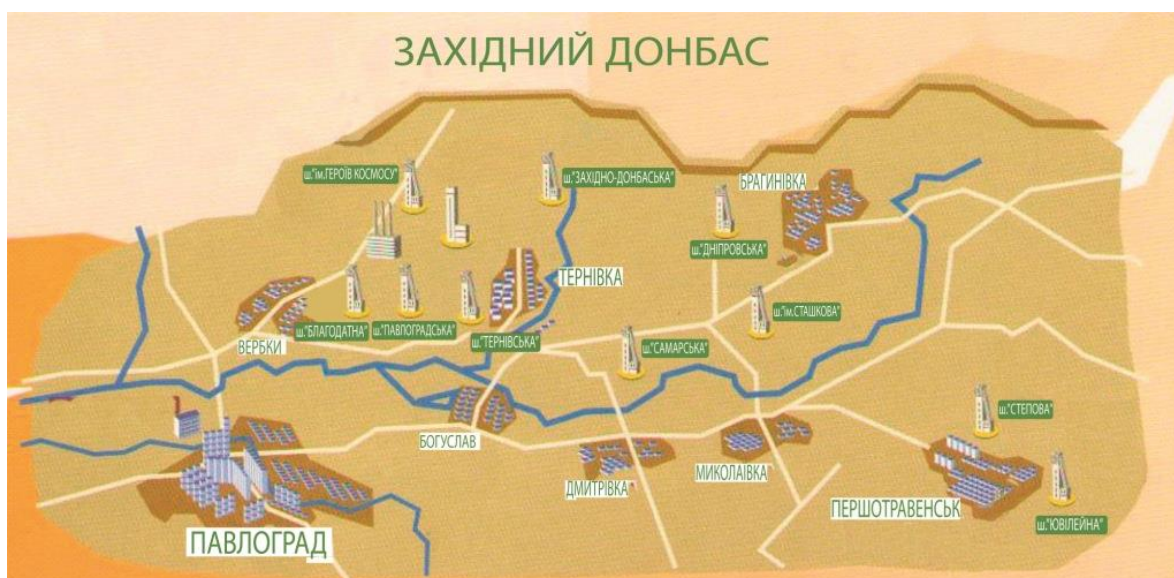 ЗАХІДНИЙ ДОНБАС
ш."ім.ГЕРОЇВ КОСМОСУ"
ш."ЗАХІДНО-ДОНБАСЬКА"
БРАГИНІВКА
ш."ДНІПРОВСЬКА"
ТЕРНІВКА
ш."ім.СТАШКОВА"
ш."БЛАГОДАТНА"
ш."ПАВЛОГРАДСЬКА"
ш."ТЕРНІВСЬКА"
ш."САМАРСЬКА"
ВЕРБКИ
ш."СТЕПОВА"
БОГУСЛАВ
МИКОЛАЇВКА
ДМИТРІВКА
ПЕРШОТРАВЕНСЬК
ш."ЮВІЛЕЙНА"
ПАВЛОГРАД